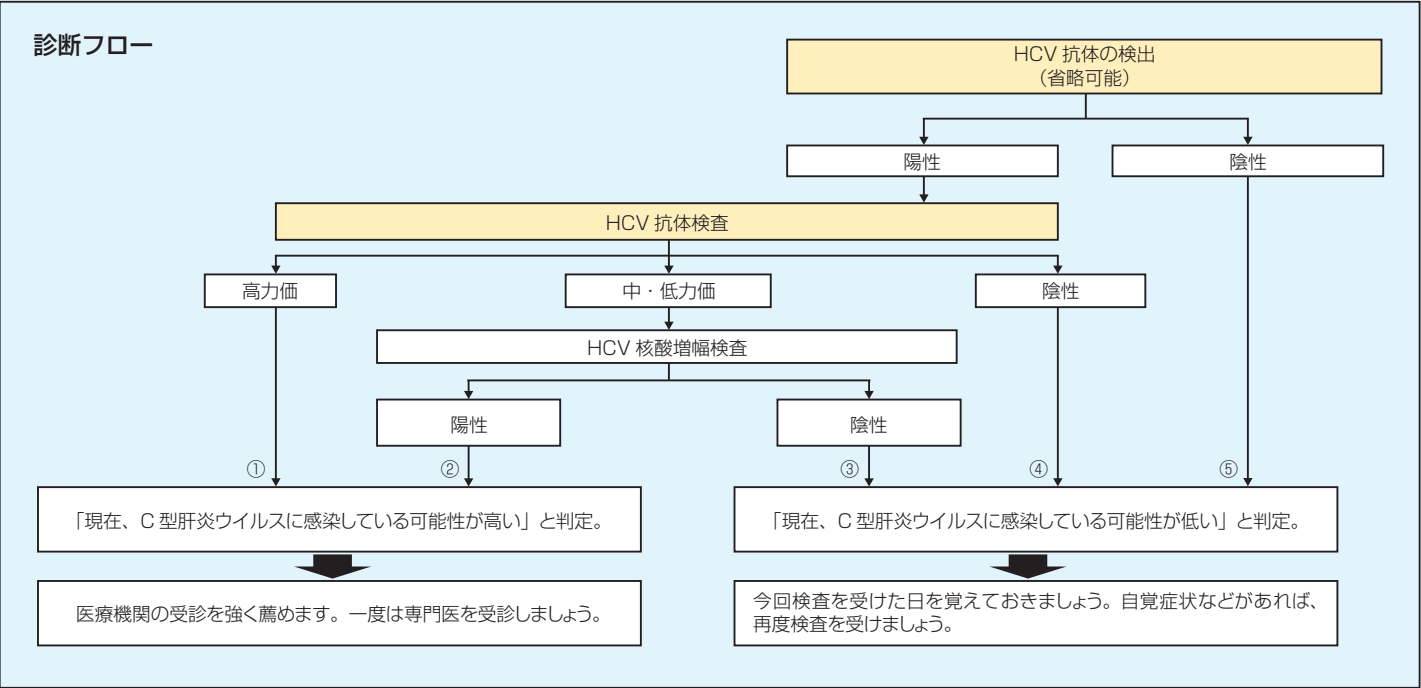 診断フロー
HCV 抗体の検出
（省略可能）
陽性
陰性
HCV 抗体検査
高力価
中・低力価
陰性
HCV 核酸増幅検査
陽性
陰性
①
②
③
④
⑤
「現在、C 型肝炎ウイルスに感染している可能性が高い」と判定。
「現在、C 型肝炎ウイルスに感染している可能性が低い」と判定。
医療機関の受診を強く薦めます。一度は専門医を受診しましょう。
今回検査を受けた日を覚えておきましょう。自覚症状などがあれば、
再度検査を受けましょう。